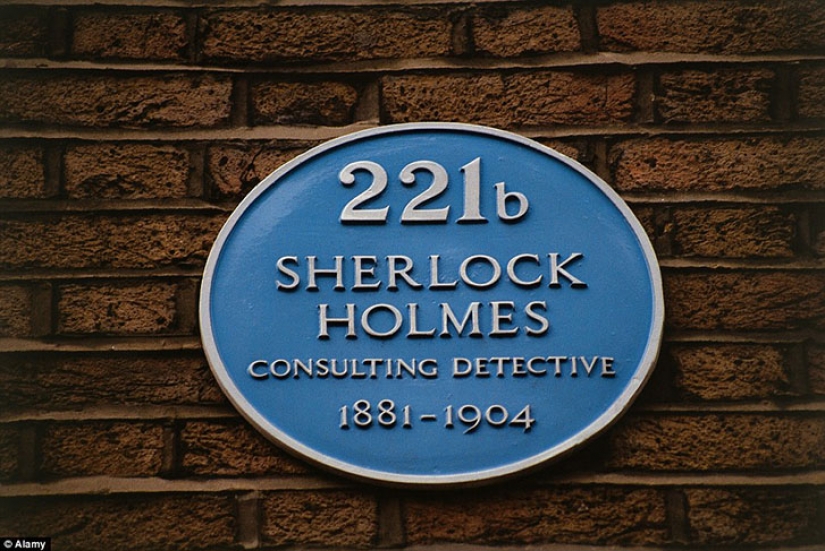 221b
SHERLOCK
HOLMES
CONSULTING DETECTIVE
1881-1904
© Alamy